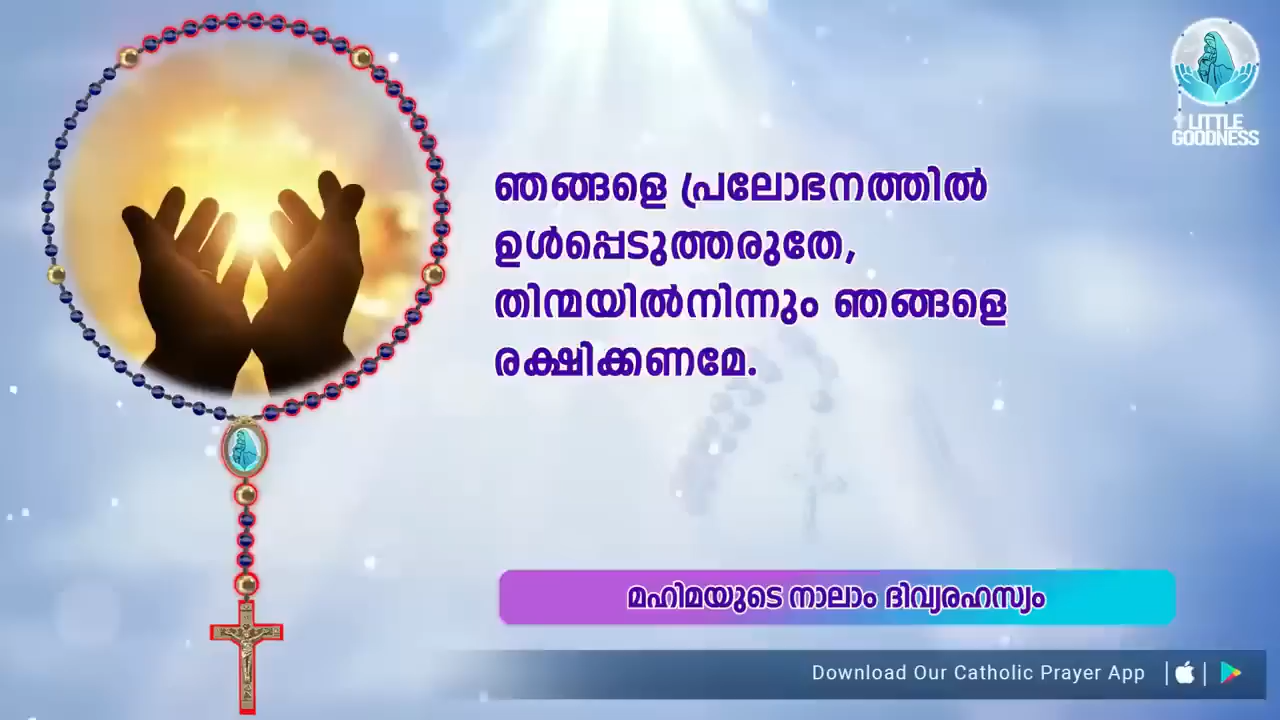 LITTLE
GOODNESS
ഞങ്ങളെ പ്രലോഭനത്തിൽ
ഉൾപ്പെടുത്തരുതേ,
തിന്മയിൽനിന്നും ഞങ്ങളെ
രക്ഷിക്കണമേ.
മഹിമയുടെ നാലാം ദിവ്യരഹസ്യം
Download Our Catholic Prayer App